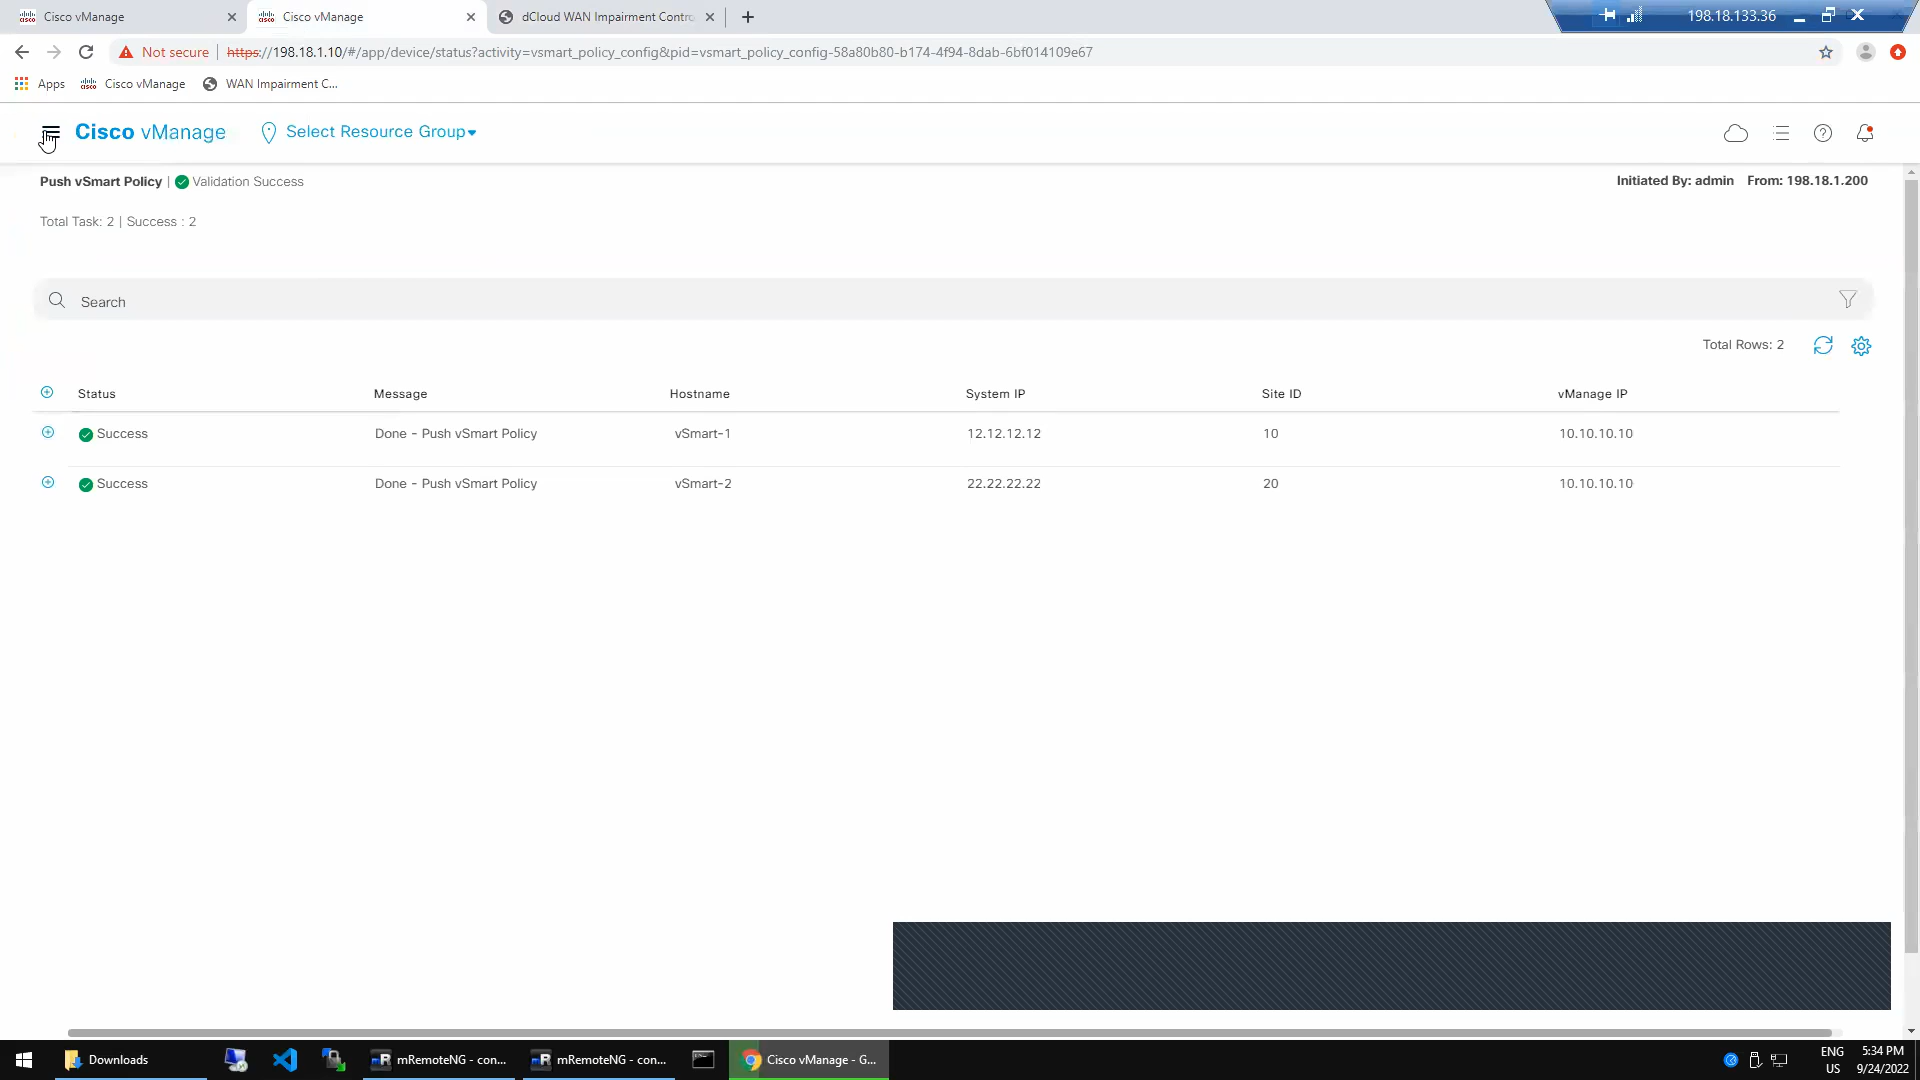 Cisco vManage
Cisco vManage
dCloud WAN Impairment Contro
198.18.133.36
Not secure
https://198.18.1.10/#/app/device/status?activity=vsmart_policy_config&pid=vsmart_policy_config-58a80b80-b174-4f94-8dab-6bf014109e67
Apps
Cisco vManage
WAN Impairment C...
Cisco vManage
Select Resource Group
Push vSmart Policy | Validation Success
Initiated By: admin From: 198.18.1.200
Total Task: 2 | Success : 2
Search
Total Rows: 2
Status Message Hostname System IP Site ID vManage IP
Success Done - Push vSmart Policy vSmart-1 12.12.12.12 10 10.10.10.10
Success Done - Push vSmart Policy vSmart-2 22.22.22.22 20 10.10.10.10
Downloads
mRemoteNG - con...
mRemoteNG - con...
Cisco vManage - G...
ENG
US
5:34 PM
9/24/2022